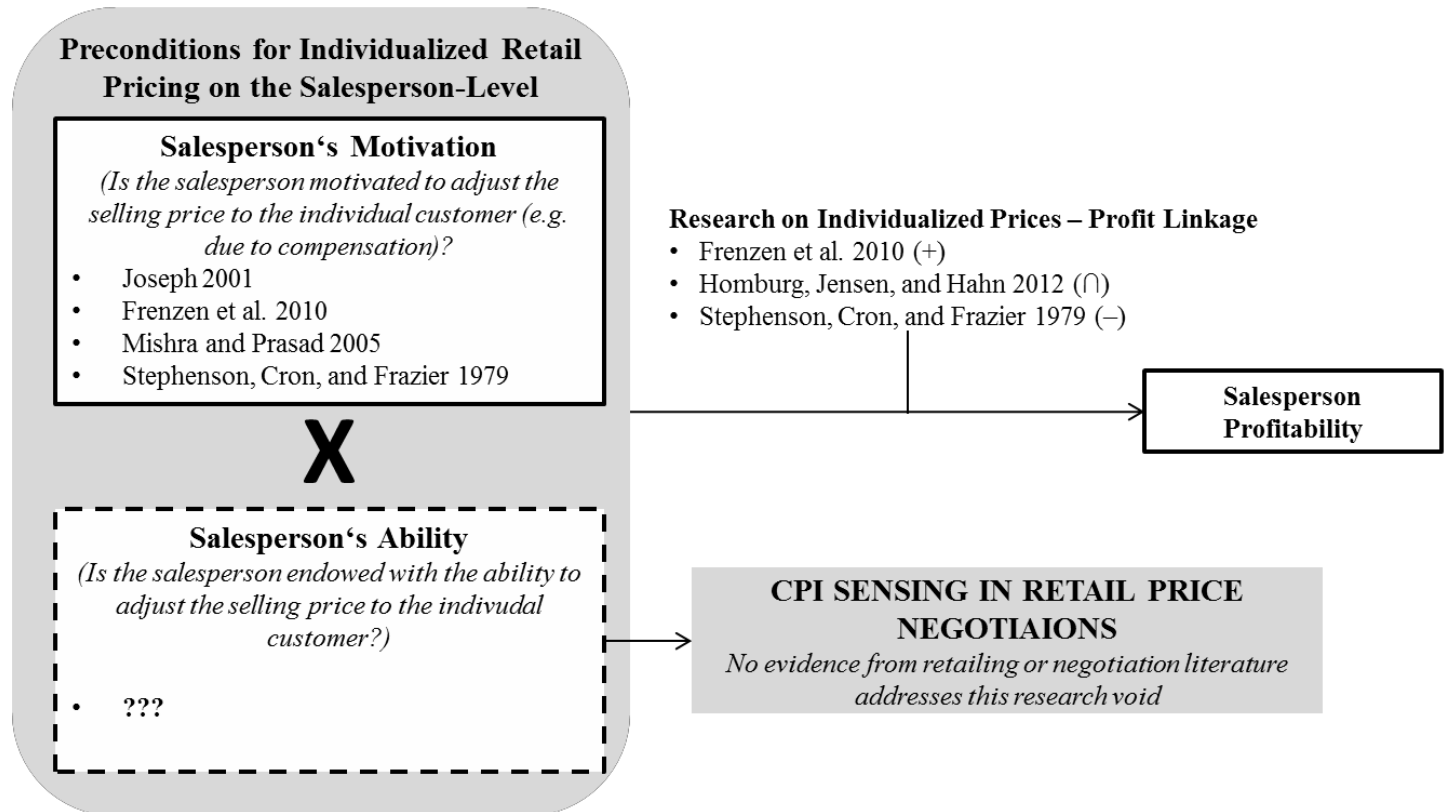 Preconditions for Individualized Retail
Pricing on the Salesperson-Level
Salesperson‘s Motivation
(Is the salesperson motivated to adjust the
selling price to the individual customer (e.g.
due to compensation)?
• Joseph 2001
• Frenzen et al. 2010
• Mishra and Prasad 2005
• Stephenson, Cron, and Frazier 1979
X
Salesperson‘s Ability
(Is the salesperson endowed with the ability to
adjust the selling price to the indivudal
customer?)
• ???
Research on Individualized Prices – Profit Linkage
• Frenzen et al. 2010 (+)
• Homburg, Jensen, and Hahn 2012 (∩)
• Stephenson, Cron, and Frazier 1979 (–)
Salesperson
Profitability
CPI SENSING IN RETAIL PRICE
NEGOTIAIONS
No evidence from retailing or negotiation literature
addresses this research void